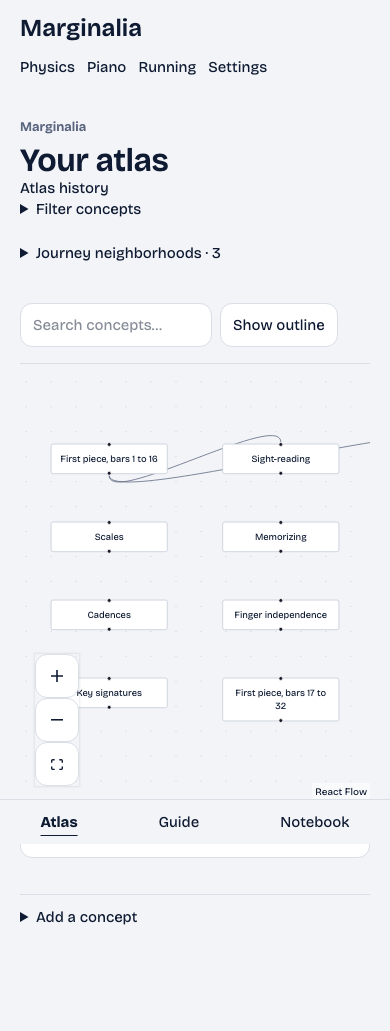 Marginalia
Physics Piano Running Settings
Marginalia
Your atlas
Atlas history
Filter concepts
Journey neighborhoods · 3
Search concepts...
Show outline
First piece, bars 1 to 16
Sight-reading
Scales
Memorizing
Cadences
Finger independence
Key signatures
First piece, bars 17 to
32
React Flow
Atlas
Guide
Notebook
Add a concept